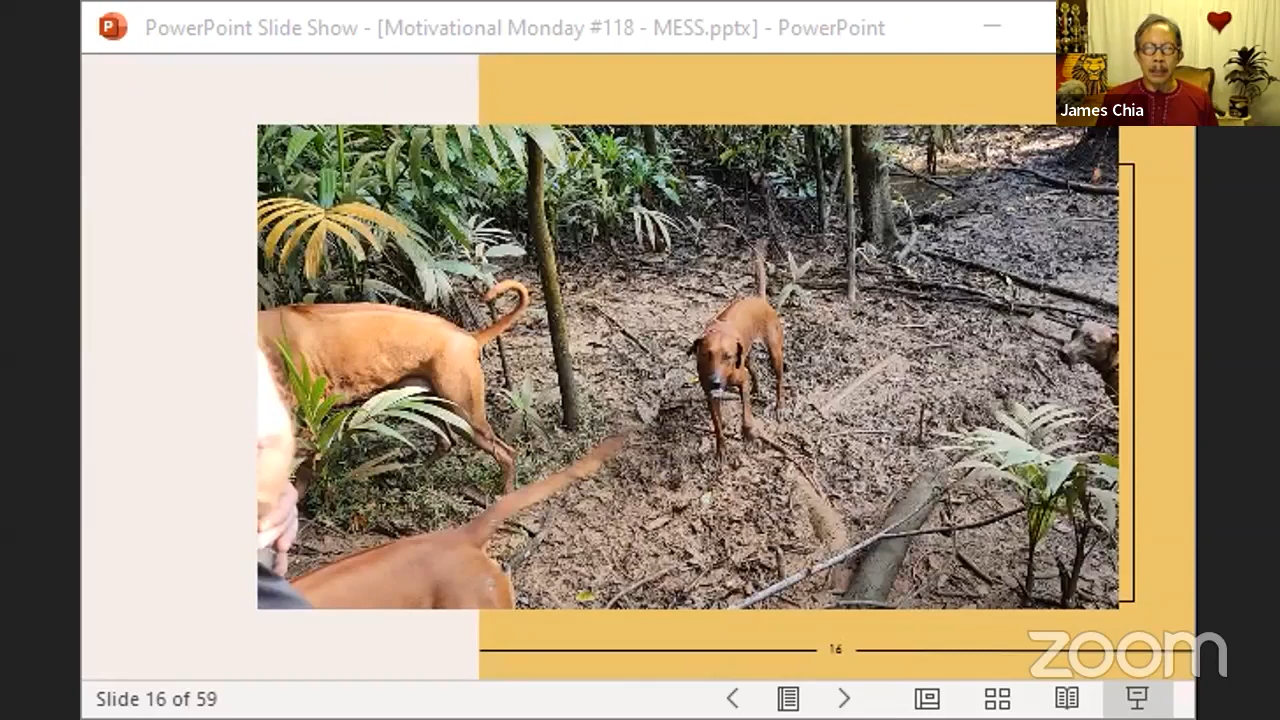 P
PowerPoint Slide Show - [Motivational Monday #118 - MESS.pptx] - PowerPoint
James Chia
16
zoom
Slide 16 of 59